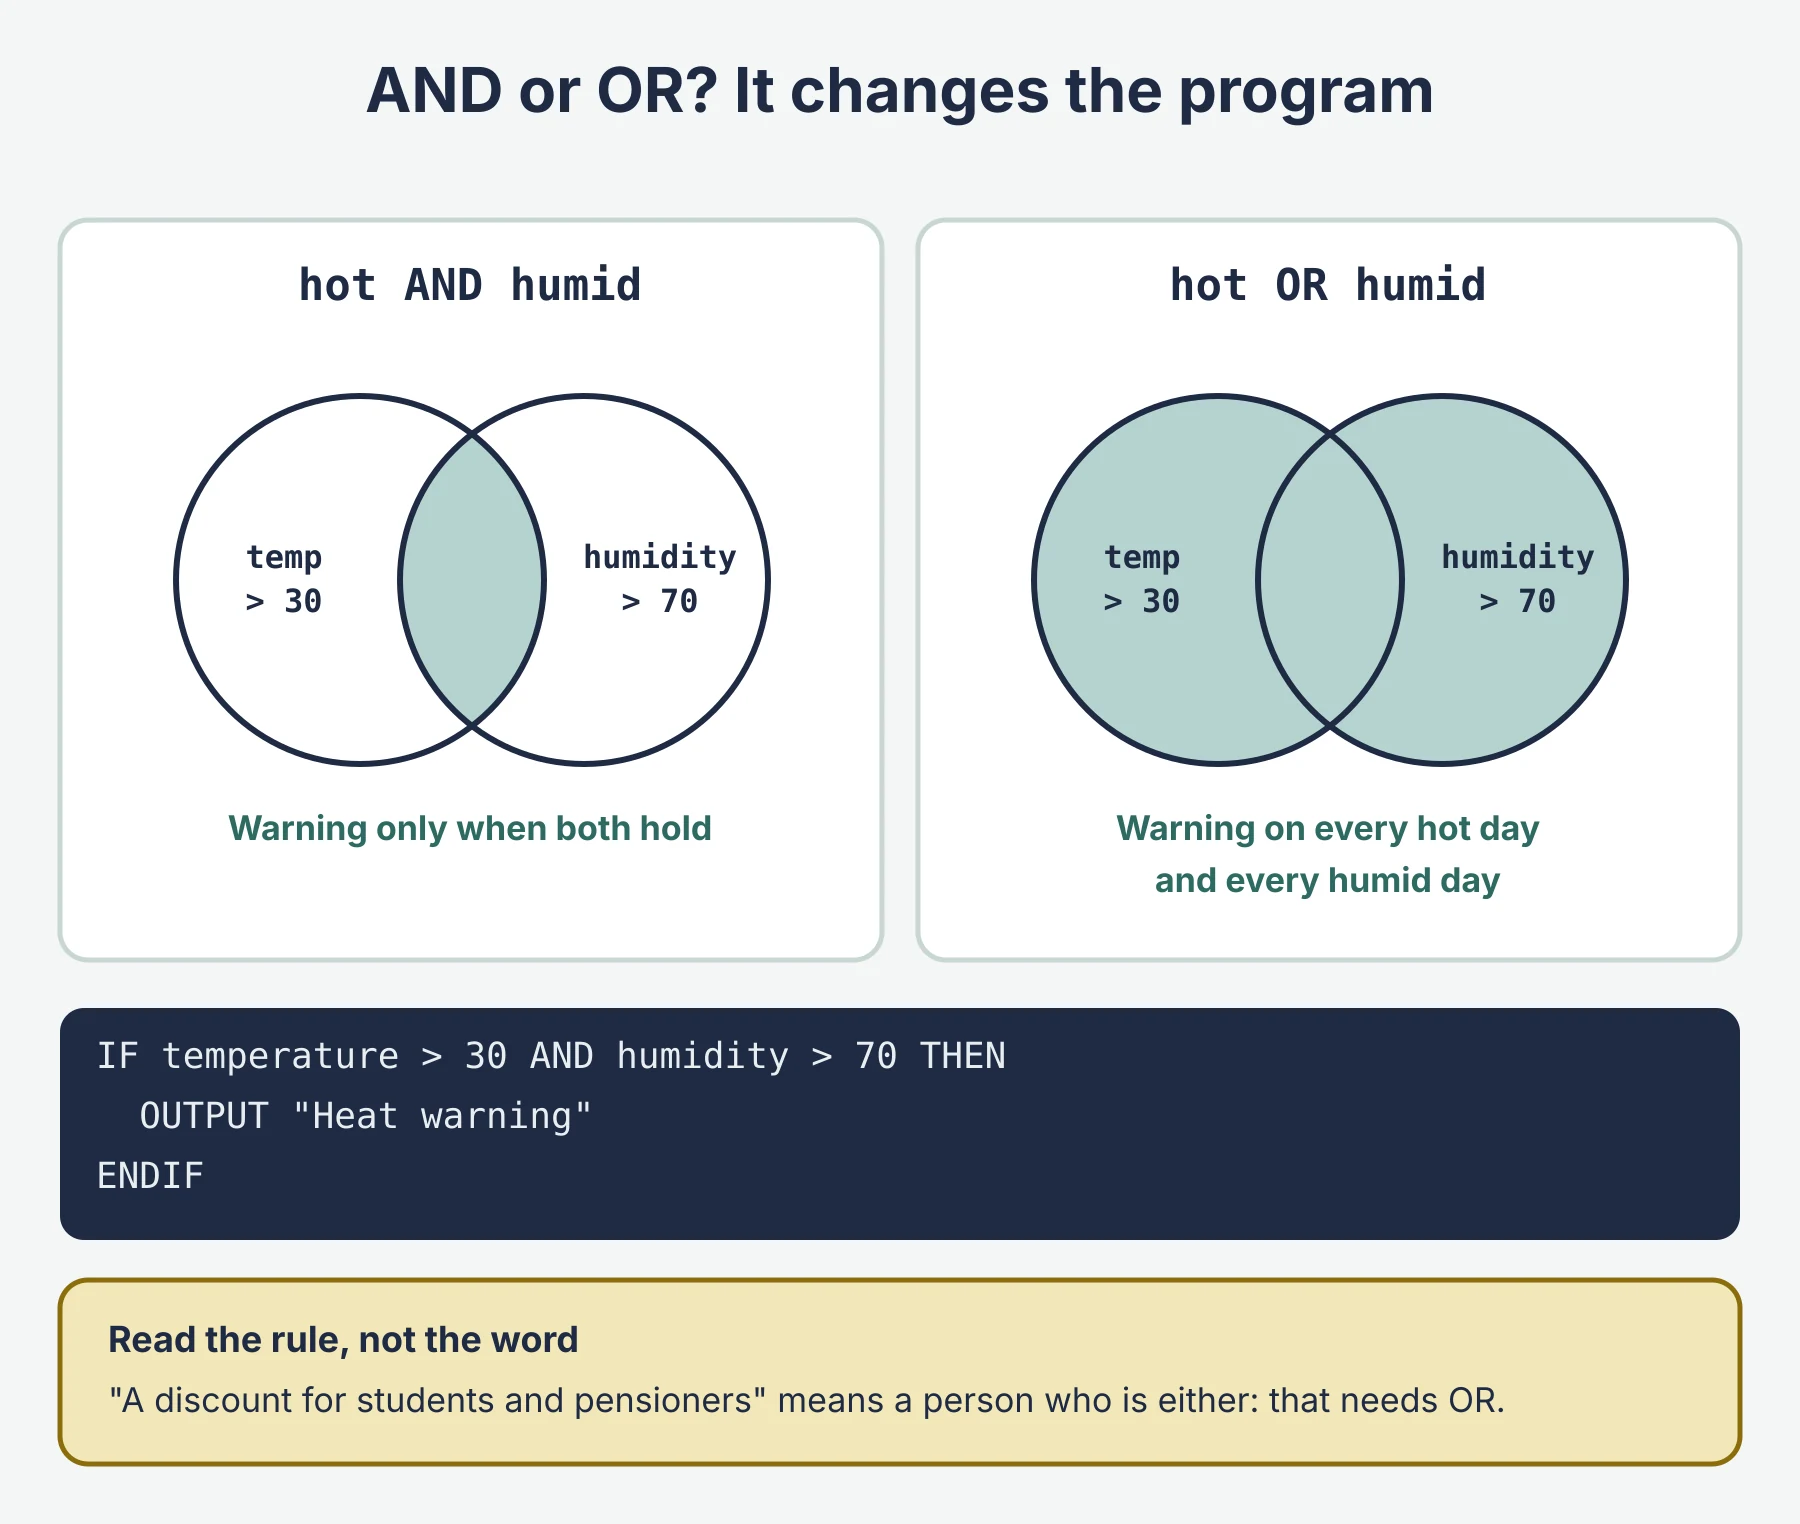 AND or OR? It changes the program
hot AND humid
temp
> 30
humidity
> 70
Warning only when both hold
hot OR humid
temp
> 30
humidity
> 70
Warning on every hot day
and every humid day
IF temperature > 30 AND humidity > 70 THEN
  OUTPUT "Heat warning"
ENDIF
Read the rule, not the word
"A discount for students and pensioners" means a person who is either: that needs OR.